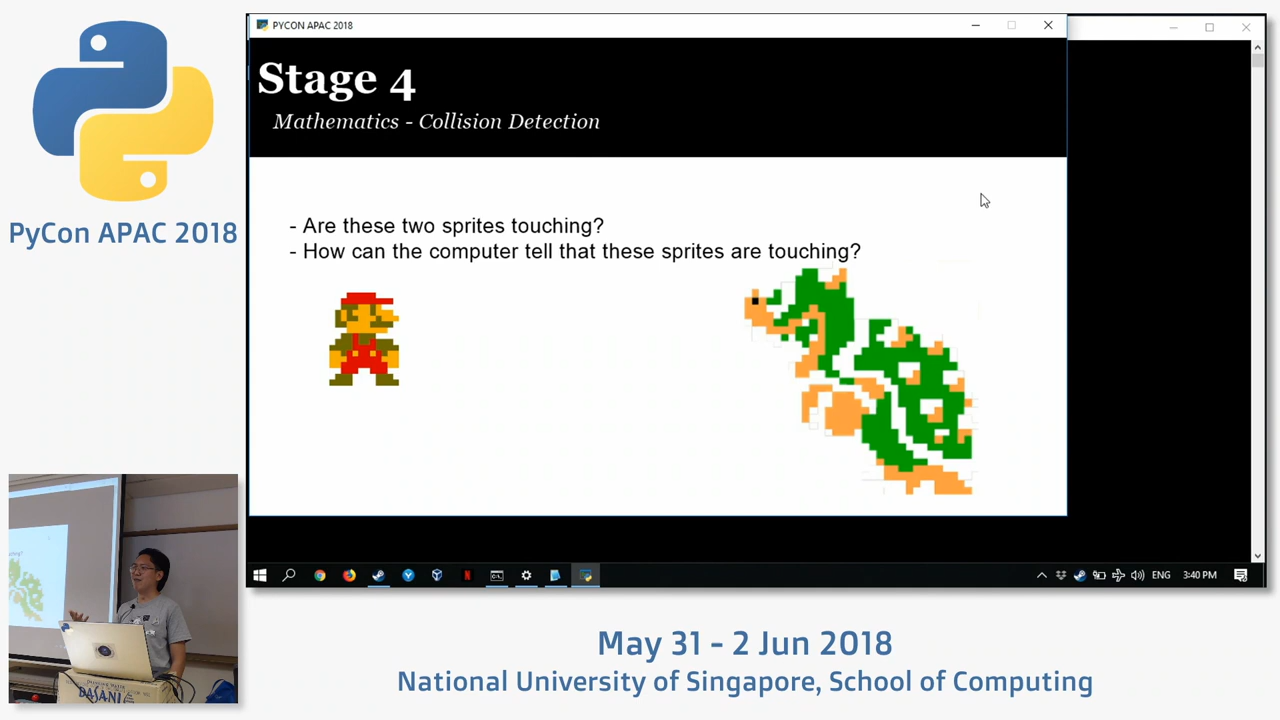 PyCon APAC 2018
PYCON APAC 2018
Stage 4
Mathematics - Collision Detection
- Are these two sprites touching?
- How can the computer tell that these sprites are touching?
ENG
3:40 PM
DASANI
May 31 - 2 Jun 2018
National University of Singapore, School of Computing